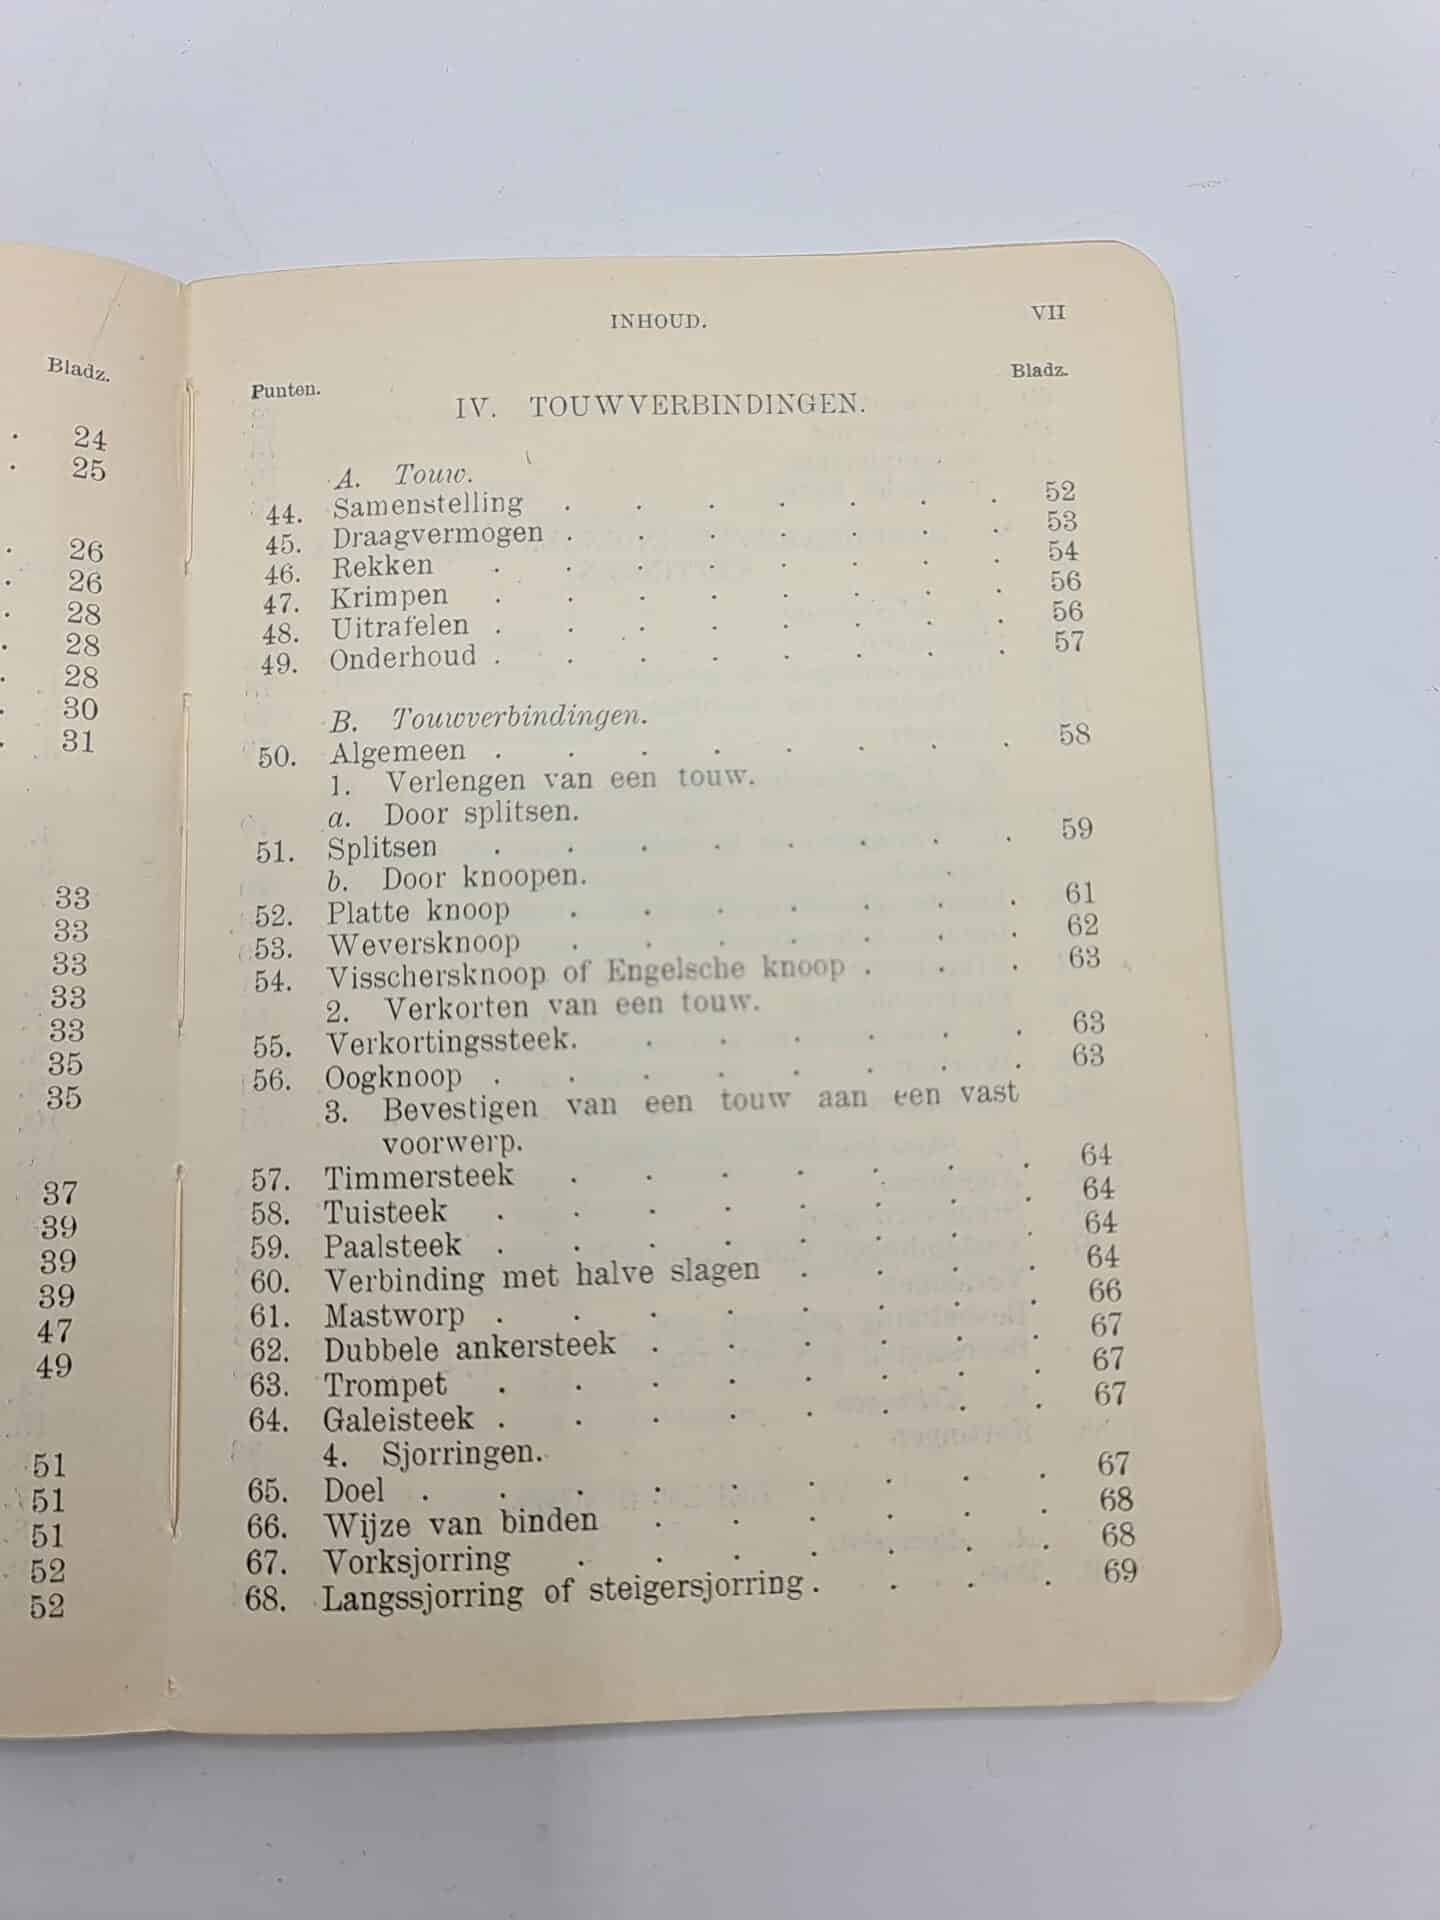 Bladz.
24
25
26
26
28
28
28
30
31
33
33
33
33
33
35
35
37
39
39
39
47
49
51
51
51
52
52
INHOUD. VII
Punten. Bladz.
IV. TOUWVERBINDINGEN.
A. Touw.
44. Samenstelling . . . . . . . 52
45. Draagvermogen . . . . . . . 53
46. Rekken . . . . . . . . 54
47. Krimpen . . . . . . . . 56
48. Uitrafelen . . . . . . . . 56
49. Onderhoud . . . . . . . . 57
B. Touwverbindingen.
50. Algemeen . . . . . . . . 58
1. Verlengen van een touw.
a. Door splitsen.
51. Splitsen . . . . . . . . 59
b. Door knoopen.
52. Platte knoop . . . . . . . 61
53. Weversknoop . . . . . . . 62
54. Visschersknoop of Engelsche knoop . . . 63
2. Verkorten van een touw.
55. Verkortingssteek. . . . . . . 63
56. Oogknoop . . . . . . . . 63
3. Bevestigen van een touw aan een vast
voorwerp.
57. Timmersteek . . . . . . . 64
58. Tuisteek . . . . . . . . 64
59. Paalsteek . . . . . . . . 64
60. Verbinding met halve slagen . . . . 64
61. Mastworp . . . . . . . . 66
62. Dubbele ankersteek . . . . . . 67
63. Trompet . . . . . . . . 67
64. Galeisteek . . . . . . . . 67
4. Sjorringen.
65. Doel . . . . . . . . . 67
66. Wijze van binden . . . . . . 68
67. Vorksjorring . . . . . . . 68
68. Langssjorring of steigersjorring . . . . 69